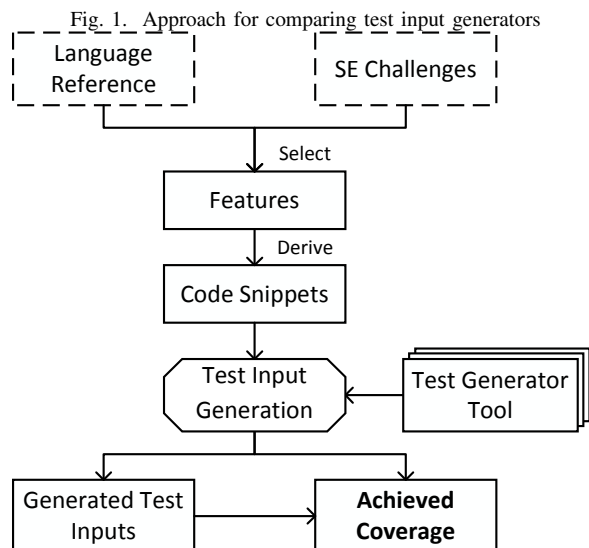 Fig. 1. Approach for comparing test input generators
Language
Reference
SE Challenges
Select
Features
Derive
Code Snippets
Test Input
Generation
Test Generator
Tool
Generated Test
Inputs
Achieved
Coverage